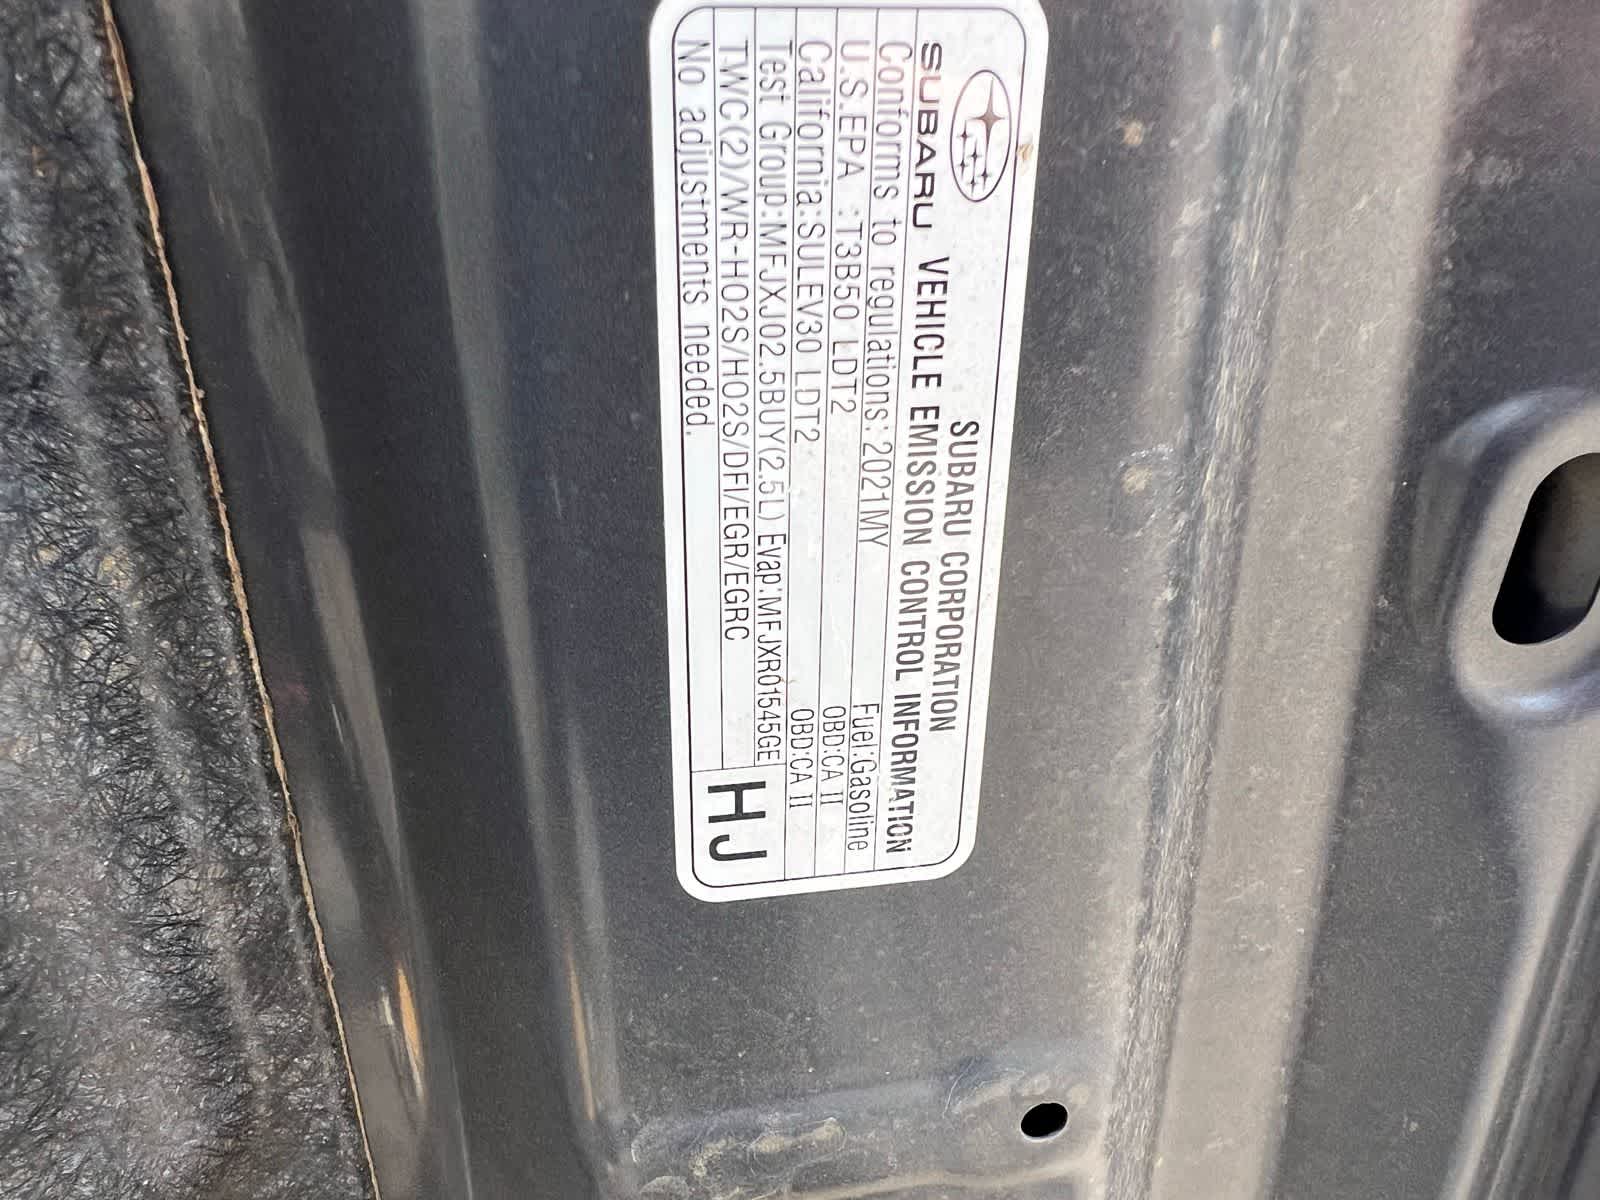 SUBARU CORPORATION
SUBARU VEHICLE EMISSION CONTROL INFORMATION
Conforms to regulations:2021MY Fuel:Gasoline
U.S.EPA :T3B50 LDT2 OBD:CA II
California:SULEV30 LDT2 OBD:CA II
Test Group:MFJXJ02.5BUY(2.5L) Evap:MFJXR01545GE
TWC(2)/WR-HO2S/HO2S/DFI/EGR/EGRC
No adjustments needed.
HJ